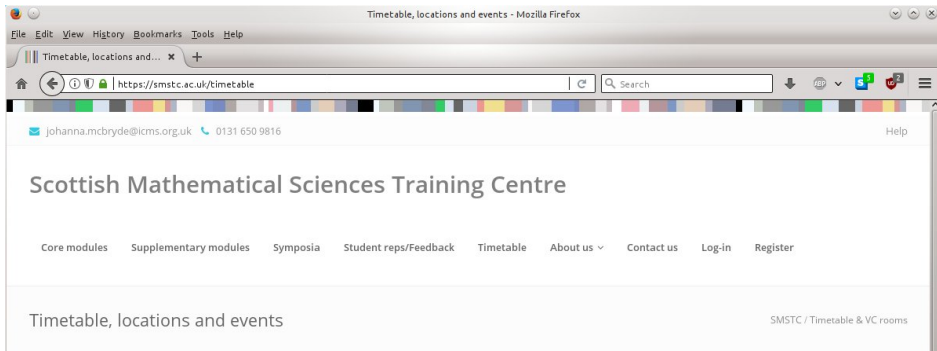 Timetable, locations and events - Mozilla Firefox
File Edit View History Bookmarks Tools Help
Timetable, locations and...
https://smstc.ac.uk/timetable Search ABP S 5 2
johanna.mcbryde@icms.org.uk 0131 650 9816 Help
Scottish Mathematical Sciences Training Centre
Core modules Supplementary modules Symposia Student reps/Feedback Timetable About us Contact us Log-in Register
Timetable, locations and events SMSTC / Timetable & VC rooms